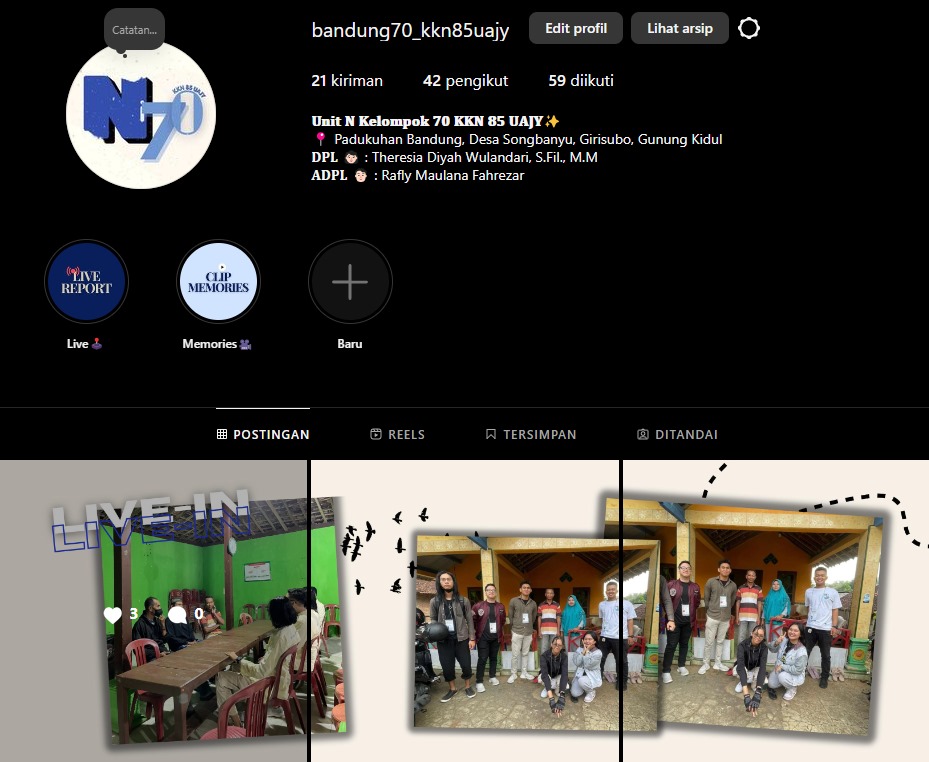 Catatan...
bandung70_kkn85uajy
Edit profil
Lihat arsip
N70
KKN 85 UAJY
21 kiriman 42 pengikut 59 diikuti
Unit N Kelompok 70 KKN 85 UAJY✨
📍 Padukuhan Bandung, Desa Songbanyu, Girisubo, Gunung Kidul
DPL 👩🏻 : Theresia Diyah Wulandari, S.Fil., M.M
ADPL 👨🏻 : Rafly Maulana Fahrezar
LIVE
REPORT
CLIP
MEMORIES
Live🕹️
Memories🎥
Baru
POSTINGAN
REELS
TERSIMPAN
DITANDAI
LIVE-IN
LIVE-IN
3 0